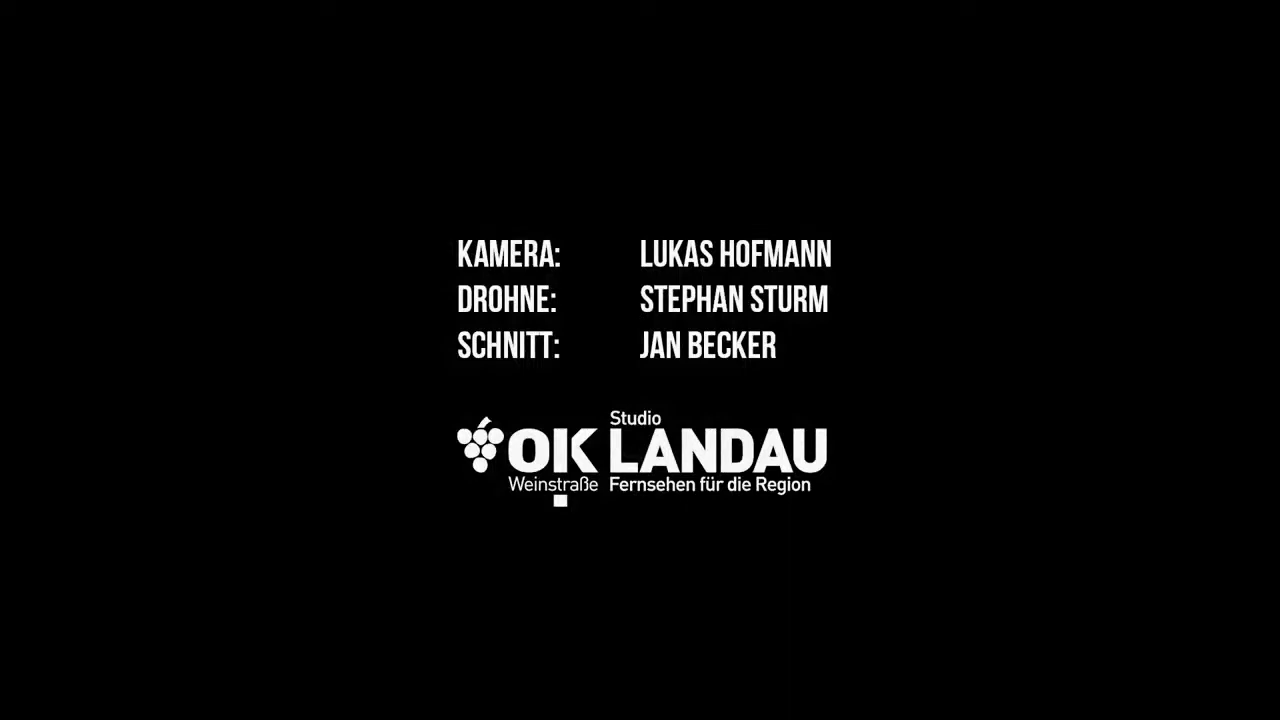 KAMERA: LUKAS HOFMANN
DROHNE: STEPHAN STURM
SCHNITT: JAN BECKER
Studio
OK LANDAU
Weinstraße Fernsehen für die Region